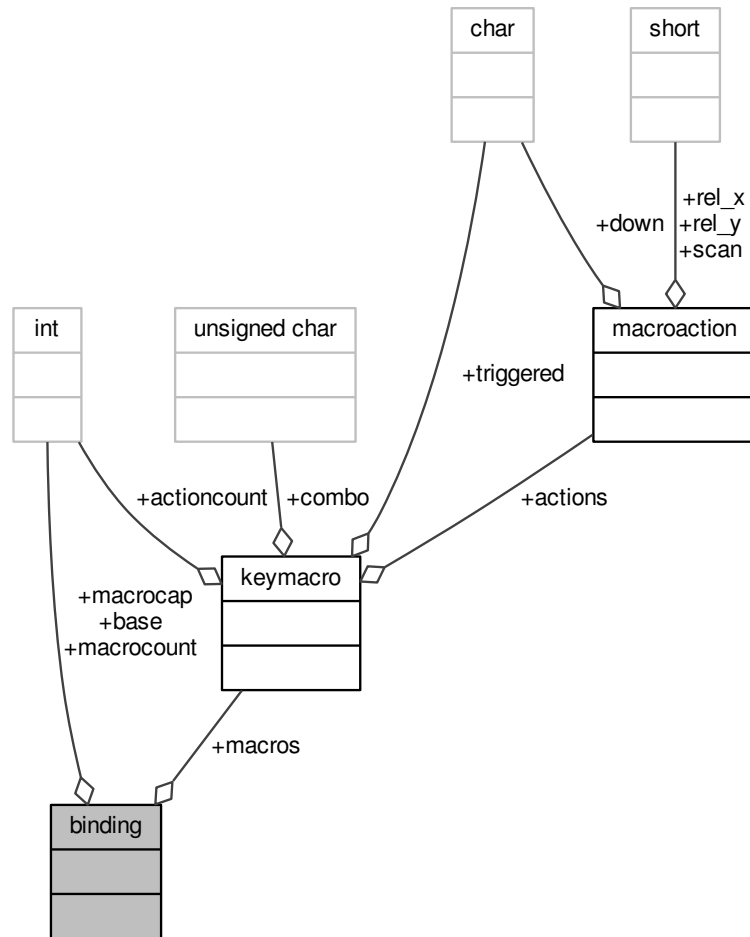 char
short
+rel_x
+rel_y
+scan
+down
int
unsigned char
macroaction
+triggered
+actioncount
+combo
+actions
keymacro
+macrocap
+base
+macrocount
+macros
binding